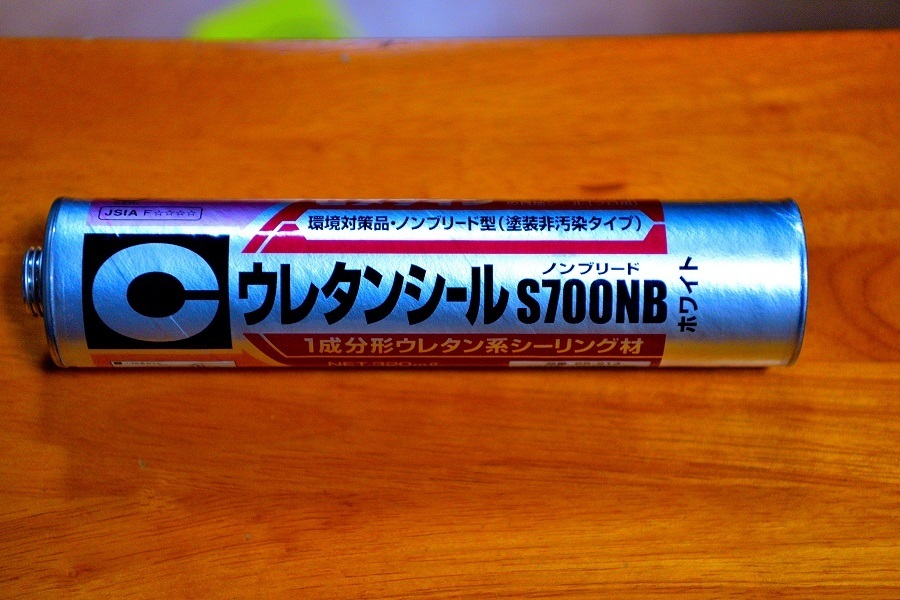 JSIA F☆☆☆☆
環境対策品・ノンブリード型(塗装非汚染タイプ)
ノンブリード
ウレタンシール S700NB
ホワイト
1成分形ウレタン系シーリング材
NET.320mℓ